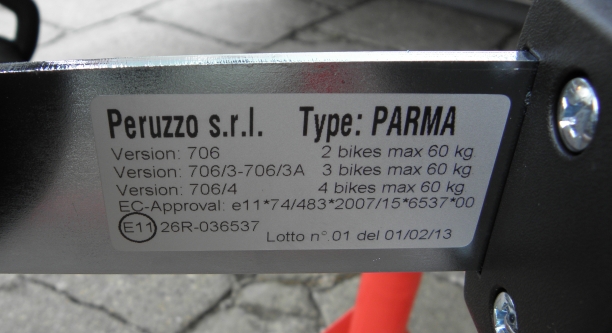 Peruzzo s.r.l. Type: PARMA
Version: 706 2 bikes max 60 kg
Version: 706/3-706/3A 3 bikes max 60 kg
Version: 706/4 4 bikes max 60 kg
EC-Approval: e11*74/483*2007/15*6537*00
E11 26R-036537 Lotto n°.01 del 01/02/13